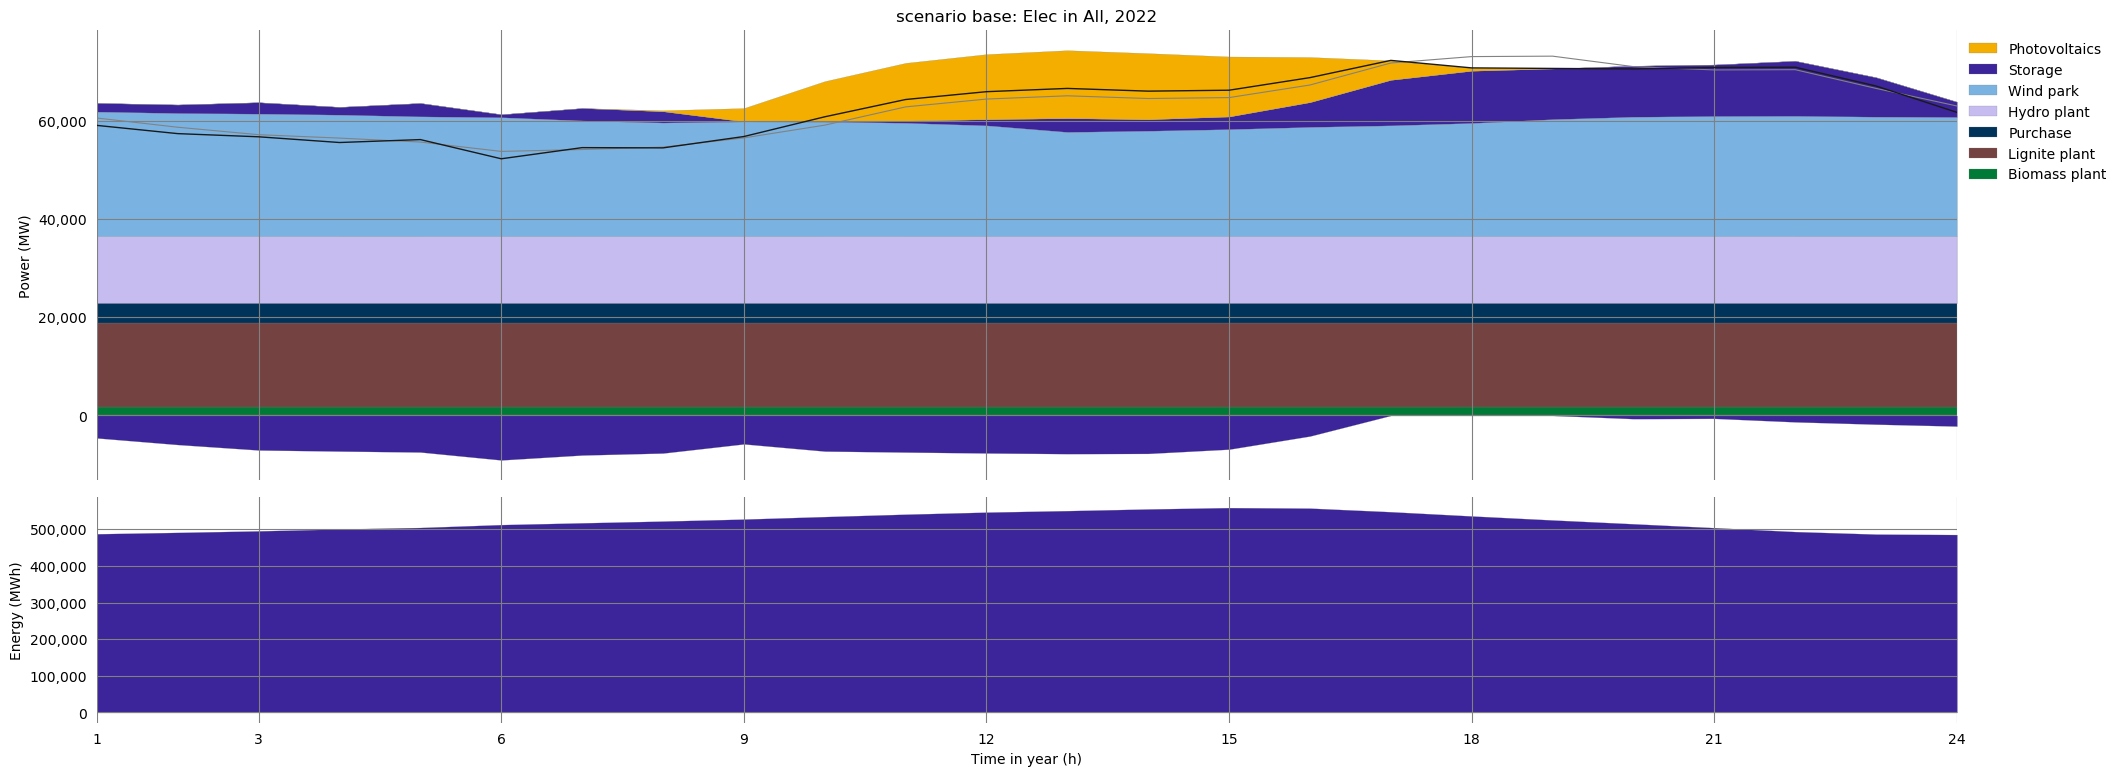 scenario base: Elec in All, 2022
Power (MW)
60,000
40,000
20,000
0
Photovoltaics
Storage
Wind park
Hydro plant
Purchase
Lignite plant
Biomass plant
Energy (MWh)
500,000
400,000
300,000
200,000
100,000
0
1 3 6 9 12 15 18 21 24
Time in year (h)